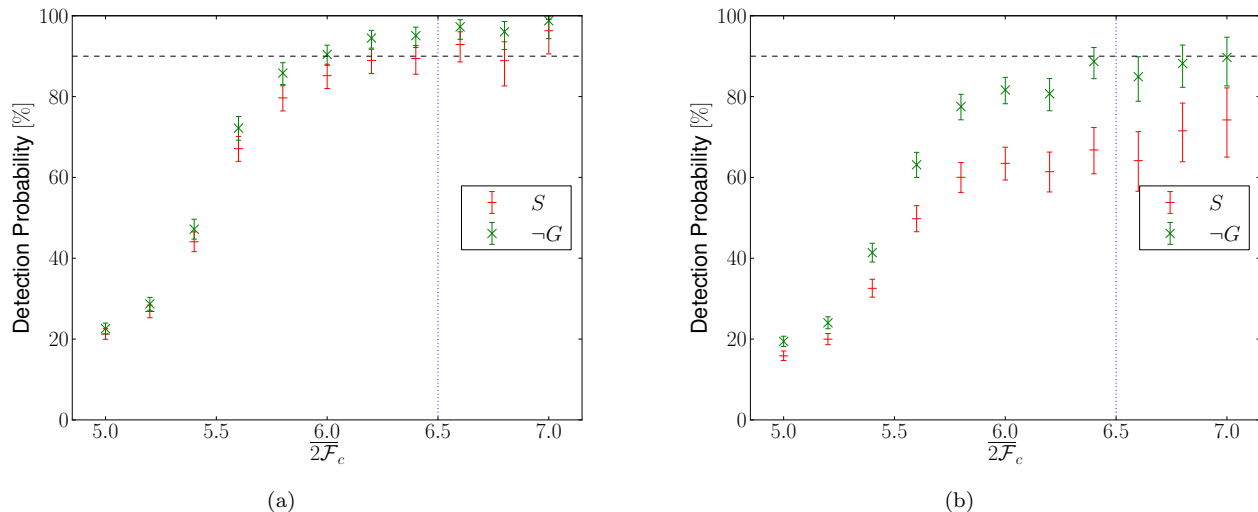 100
80
60
40
20
0
Detection Probability [%]
S
¬G
5.0 5.5 6.0 6.5 7.0
\overline{2\mathcal{F}}_c
(a)
100
80
60
40
20
0
Detection Probability [%]
S
¬G
5.0 5.5 6.0 6.5 7.0
\overline{2\mathcal{F}}_c
(b)